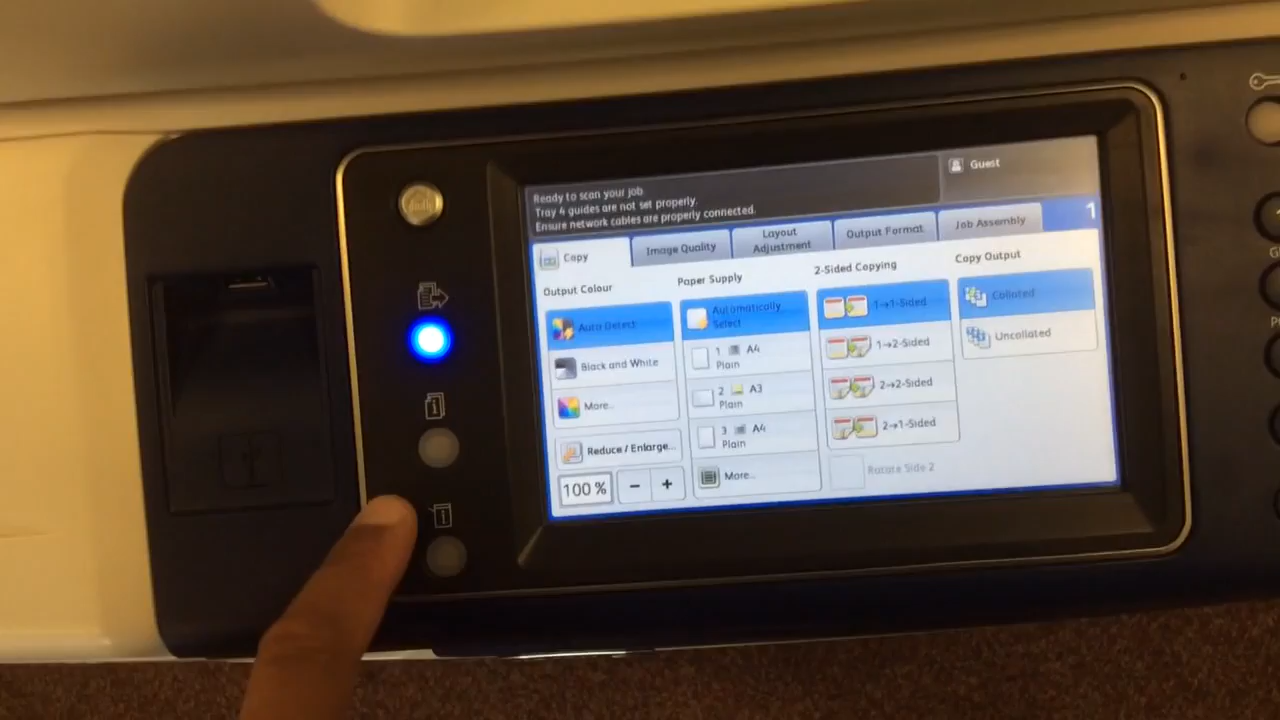 Guest
Ready to scan your job.
Tray 4 guides are not set properly.
Ensure network cables are properly connected.
1
Copy
Image Quality
Layout
Adjustment
Output Format
Job Assembly
Output Colour
Auto Detect
Black and White
More...
Reduce / Enlarge...
100 %
- +
Paper Supply
Automatically
Select
1 A4
Plain
2 A3
Plain
3 A4
Plain
More...
2-Sided Copying
1→1-Sided
1→2-Sided
2→2-Sided
2→1-Sided
Rotate Side 2
Copy Output
Collated
Uncollated